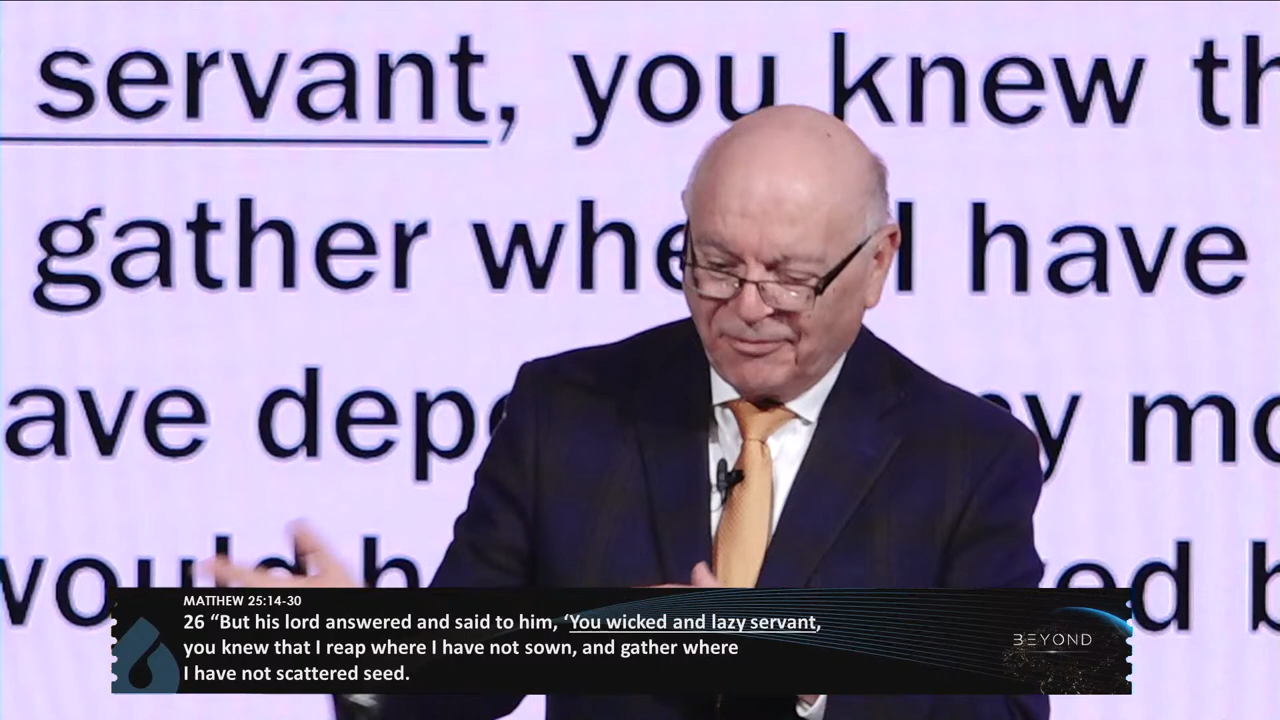 servant, you knew th
gather whe I have
ave depo y mo
would h ed b
MATTHEW 25:14-30
26 “But his lord answered and said to him, ‘You wicked and lazy servant,
you knew that I reap where I have not sown, and gather where
I have not scattered seed.
BEYOND